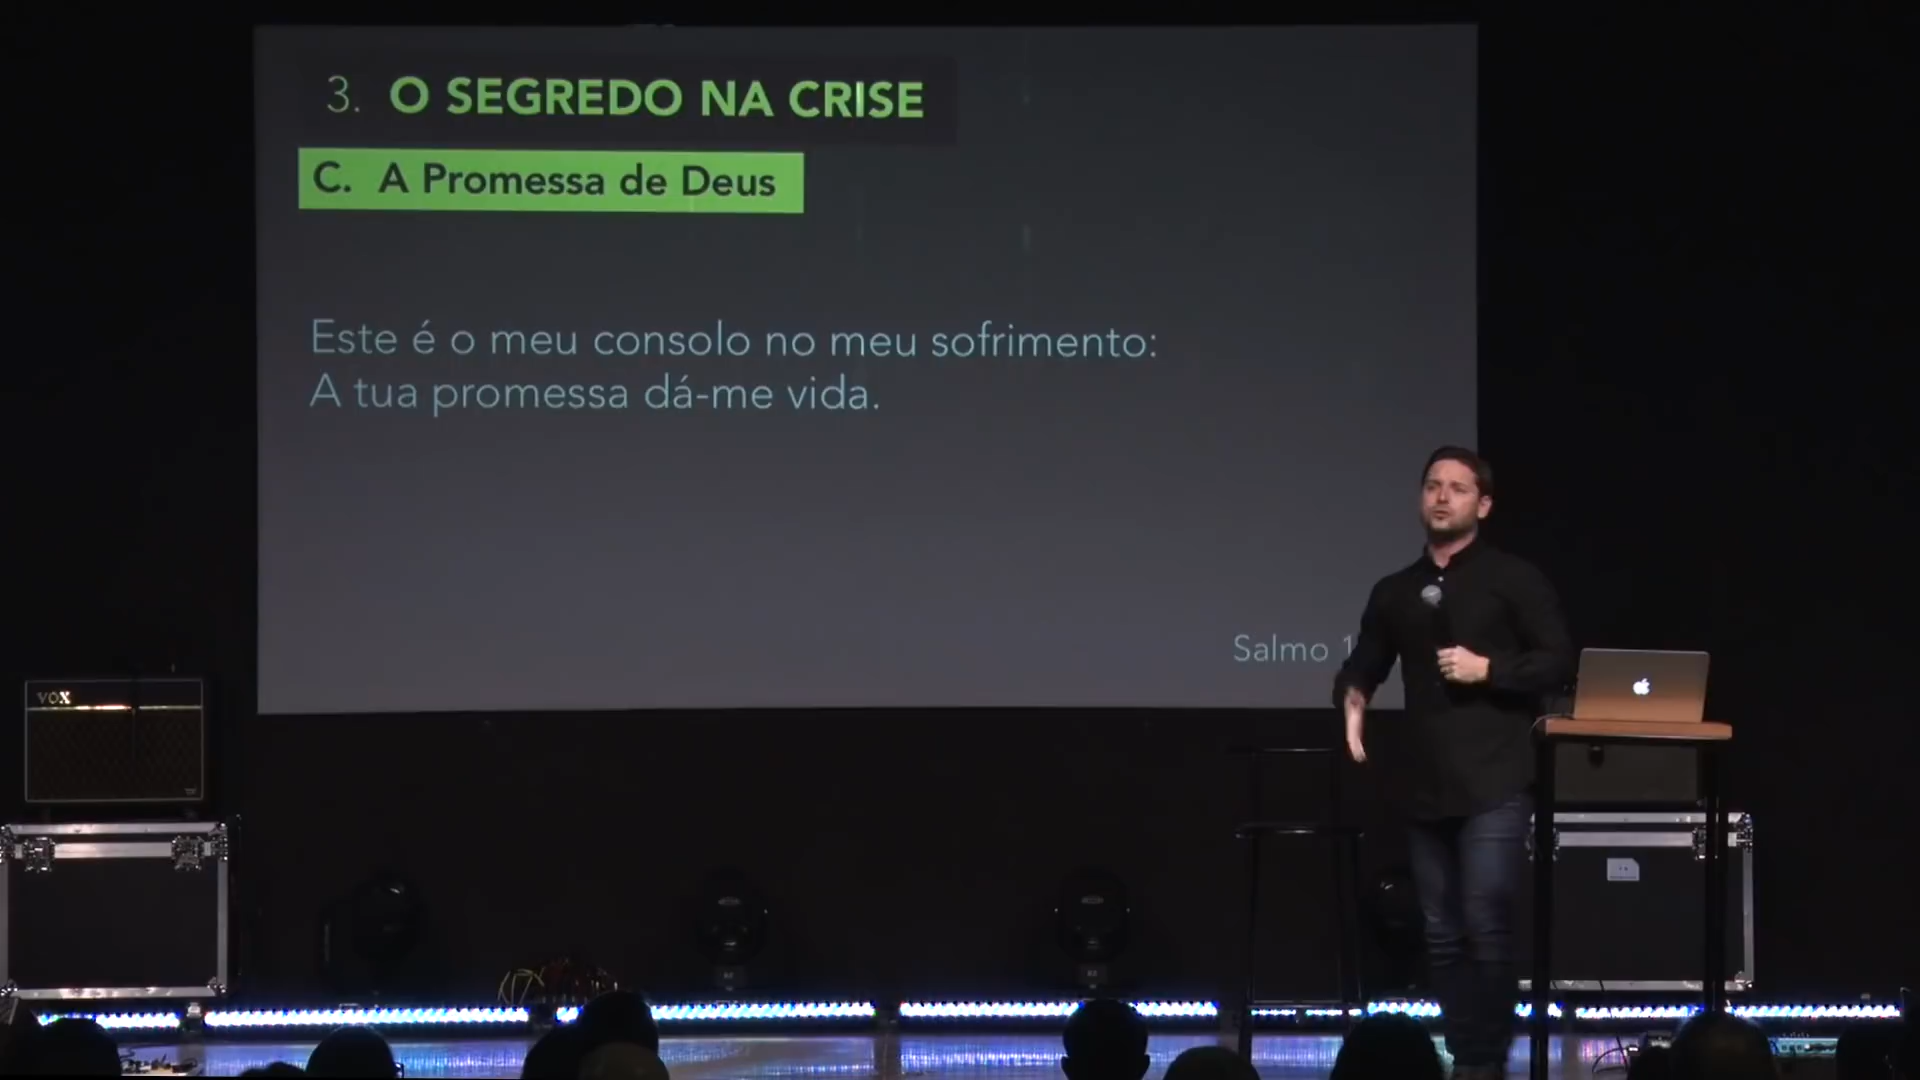 3. O SEGREDO NA CRISE
C. A Promessa de Deus
Este é o meu consolo no meu sofrimento:
A tua promessa dá-me vida.
Salmo
VOX